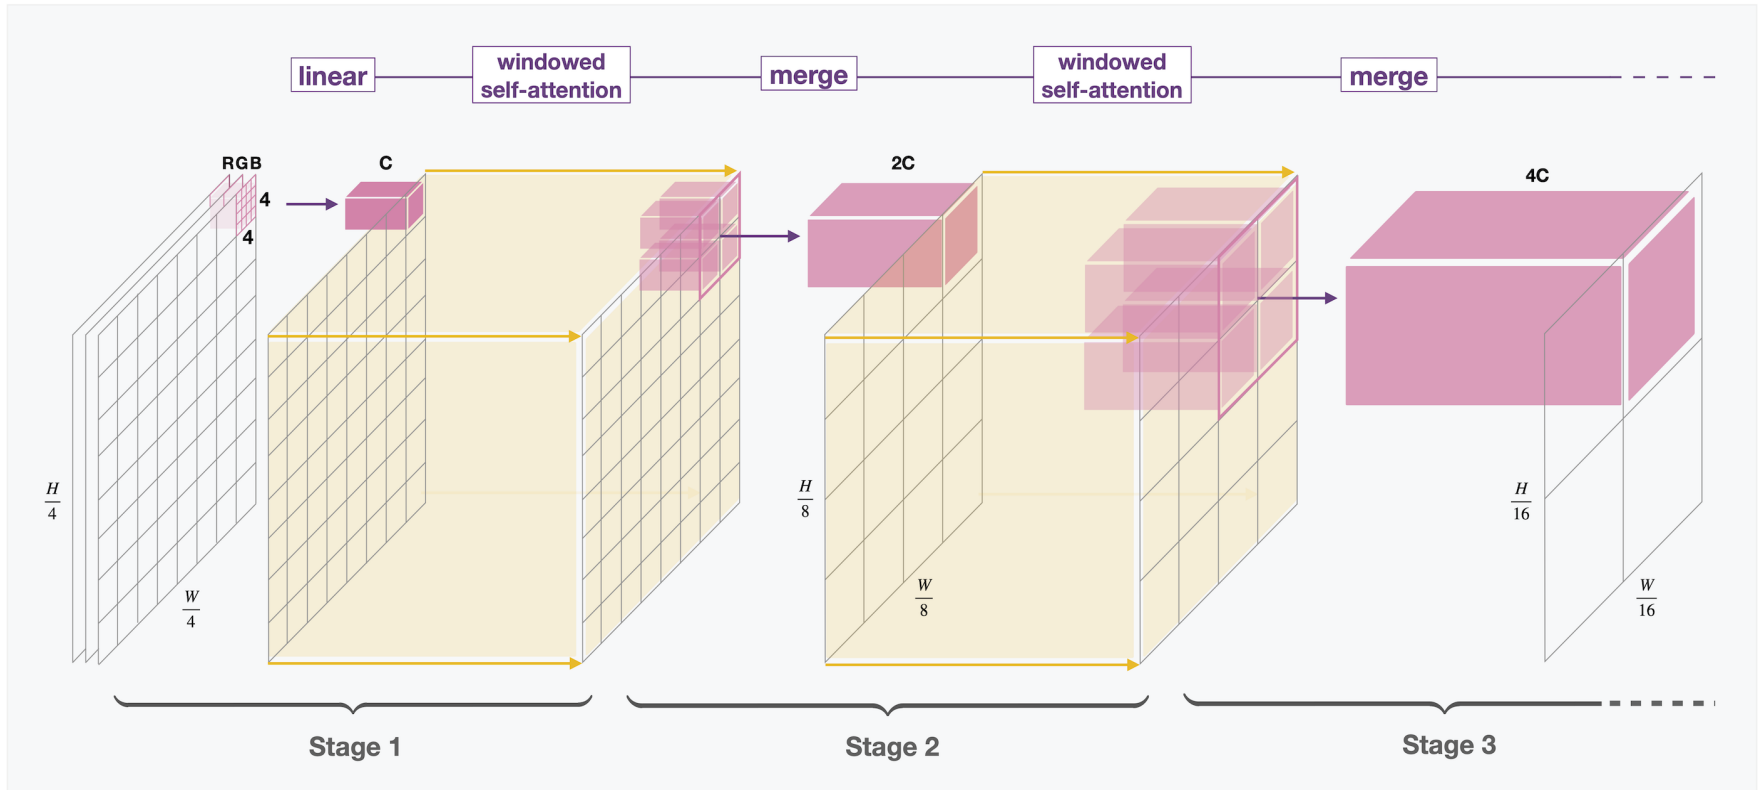 linear
windowed
self-attention
merge
windowed
self-attention
merge
RGB
4
4
C
2C
4C
H
4
W
4
H
8
W
8
H
16
W
16
Stage 1
Stage 2
Stage 3